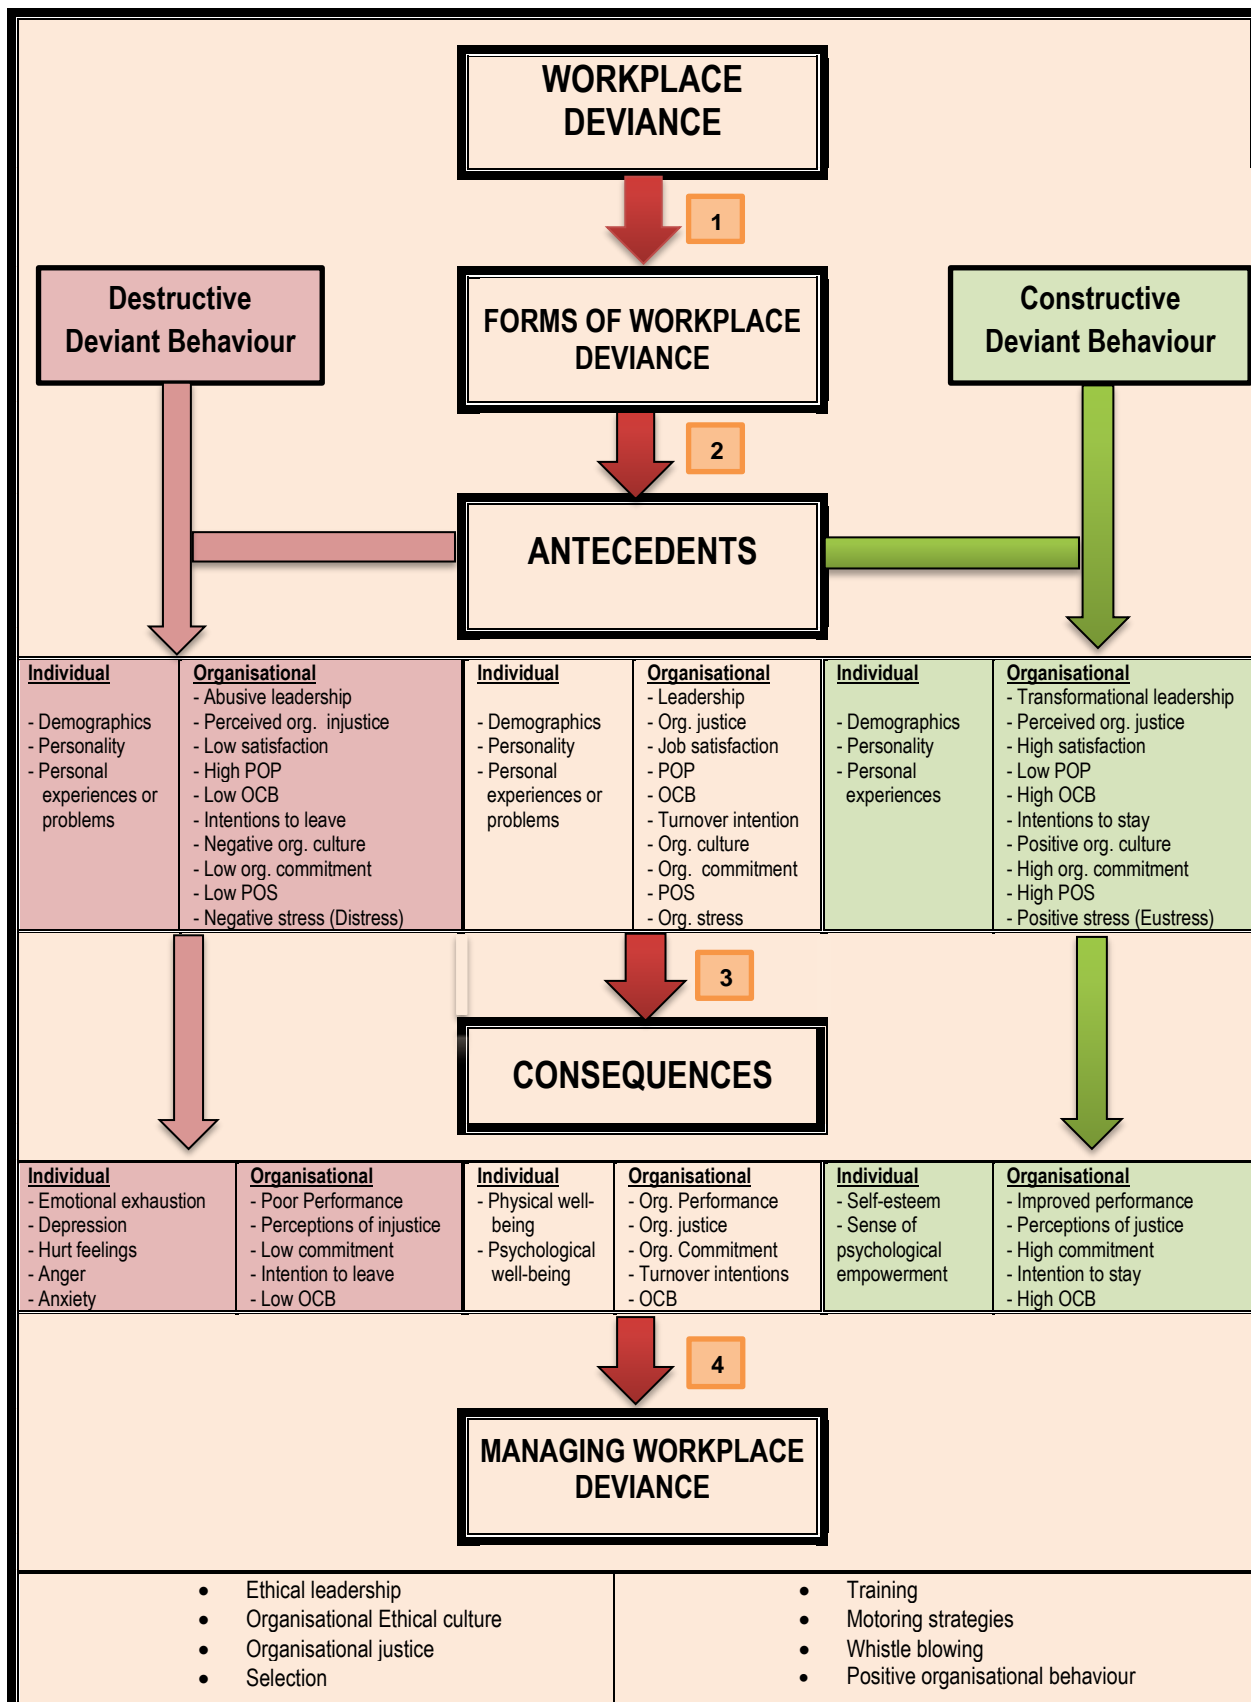 WORKPLACE
DEVIANCE
1
Destructive
Deviant Behaviour
FORMS OF WORKPLACE
DEVIANCE
Constructive
Deviant Behaviour
2
ANTECEDENTS
Individual
- Demographics
- Personality
- Personal
experiences or
problems
Organisational
- Abusive leadership
- Perceived org. injustice
- Low satisfaction
- High POP
- Low OCB
- Intentions to leave
- Negative org. culture
- Low org. commitment
- Low POS
- Negative stress (Distress)
Individual
- Demographics
- Personality
- Personal
experiences or
problems
Organisational
- Leadership
- Org. justice
- Job satisfaction
- POP
- OCB
- Turnover intention
- Org. culture
- Org. commitment
- POS
- Org. stress
Individual
- Demographics
- Personality
- Personal
experiences
Organisational
- Transformational leadership
- Perceived org. justice
- High satisfaction
- Low POP
- High OCB
- Intentions to stay
- Positive org. culture
- High org. commitment
- High POS
- Positive stress (Eustress)
3
CONSEQUENCES
Individual
- Emotional exhaustion
- Depression
- Hurt feelings
- Anger
- Anxiety
Organisational
- Poor Performance
- Perceptions of injustice
- Low commitment
- Intention to leave
- Low OCB
Individual
- Physical well-
being
- Psychological
well-being
Organisational
- Org. Performance
- Org. justice
- Org. Commitment
- Turnover intentions
- OCB
Individual
- Self-esteem
- Sense of
psychological
empowerment
Organisational
- Improved performance
- Perceptions of justice
- High commitment
- Intention to stay
- High OCB
4
MANAGING WORKPLACE
DEVIANCE
• Ethical leadership
• Organisational Ethical culture
• Organisational justice
• Selection
• Training
• Motoring strategies
• Whistle blowing
• Positive organisational behaviour